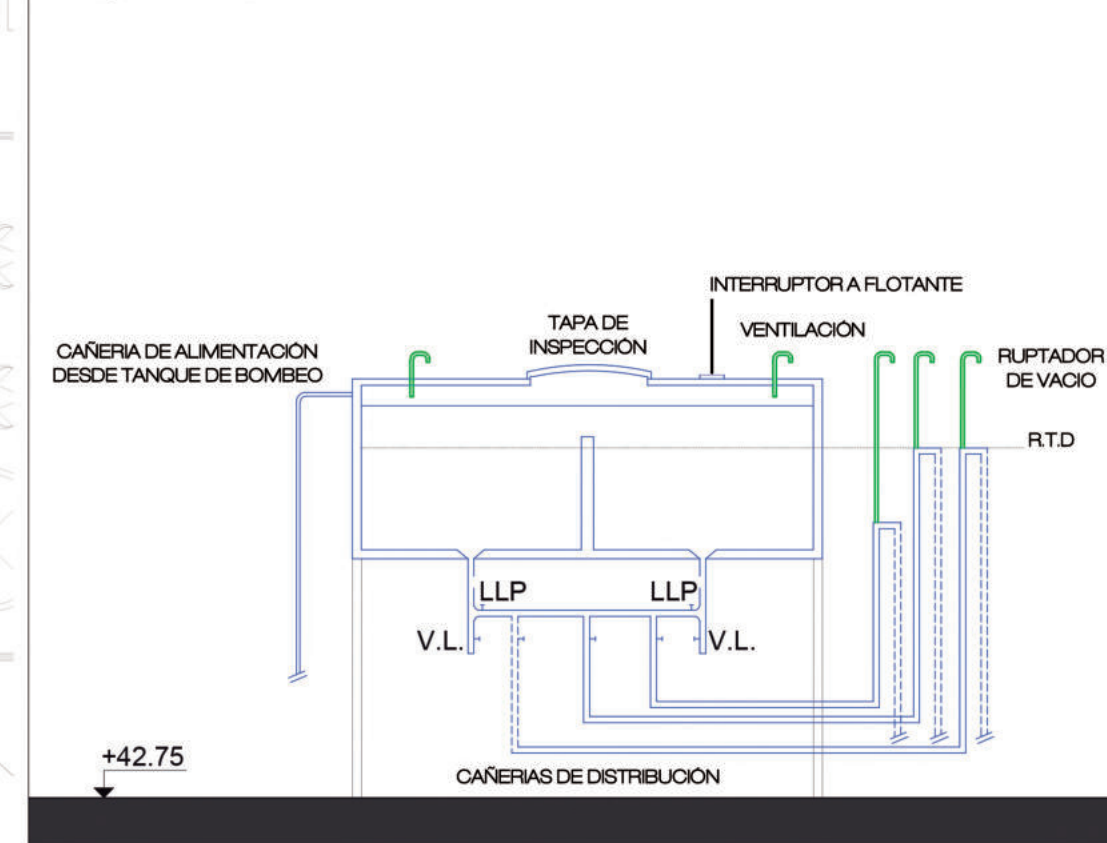 INTERRUPTOR A FLOTANTE
TAPA DE
INSPECCIÓN
VENTILACIÓN
CAÑERIA DE ALIMENTACIÓN
DESDE TANQUE DE BOMBEO
RUPTADOR
DE VACIO
R.T.D
LLP
LLP
V.L.
V.L.
+42.75
CAÑERIAS DE DISTRIBUCIÓN